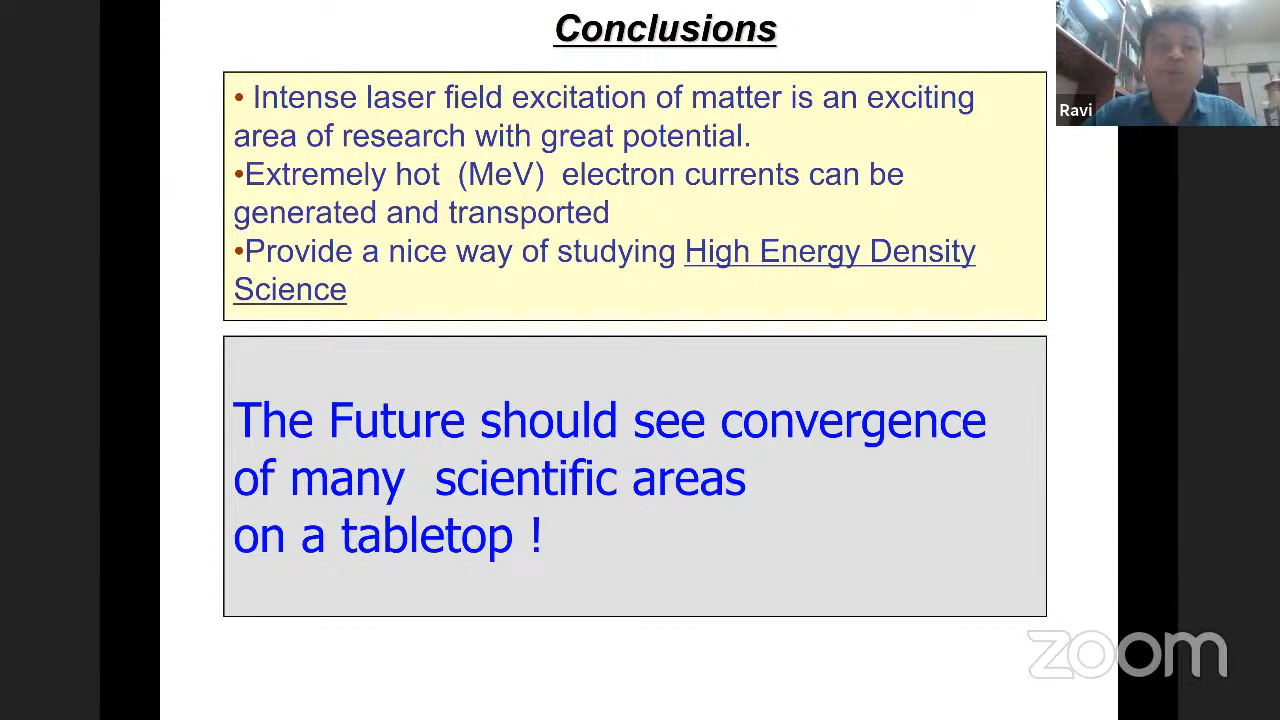 Conclusions
• Intense laser field excitation of matter is an exciting
area of research with great potential.
•Extremely hot (MeV) electron currents can be
generated and transported
•Provide a nice way of studying High Energy Density
Science
The Future should see convergence
of many scientific areas
on a tabletop !
Ravi
zoom